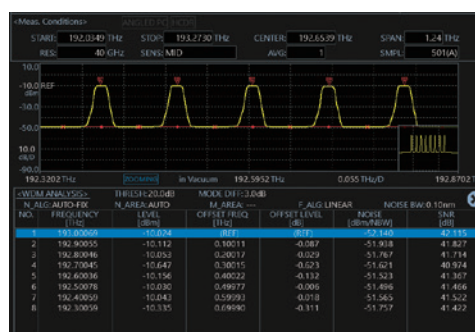 <Meas. Conditions>
START: 192.0349 THz STOP: 193.2730 THz CENTER: 192.6539 THz SPAN: 1.24 THz
RES: 40 GHz SENS: MID AVG: 1 SMPL: 501(A)
10.0
-10.0 REF
dBm
-30.0
-50.0
10.0
dB/D
-90.0
192.3202 THz ZOOMING in Vacuum 192.5952 THz 0.055 THz/D 192.8702
<WDM ANALYSIS> THRESH:20.0dB MODE DIFF:3.0dB
N_ALG:AUTO-FIX N_AREA:AUTO M_AREA: --- F_ALG:LINEAR NOISE BW:0.10nm
NO. FREQUENCY LEVEL OFFSET FREQ OFFSET LEVEL NOISE SNR
[THz] [dBm] [THz] [dB] [dBm/NBW] [dB]
1 193.00069 -10.024 (REF) (REF) -52.140 42.115
2 192.90055 -10.112 0.10011 -0.087 -51.938 41.827
3 192.80046 -10.053 0.20017 -0.029 -51.767 41.714
4 192.70045 -10.647 0.30015 -0.623 -51.621 40.974
5 192.60036 -10.156 0.40022 -0.132 -51.523 41.367
6 192.50078 -10.030 0.49977 -0.006 -51.496 41.466
7 192.40059 -10.043 0.59993 -0.018 -51.565 41.522
8 192.30059 -10.335 0.69990 -0.311 -51.757 41.422